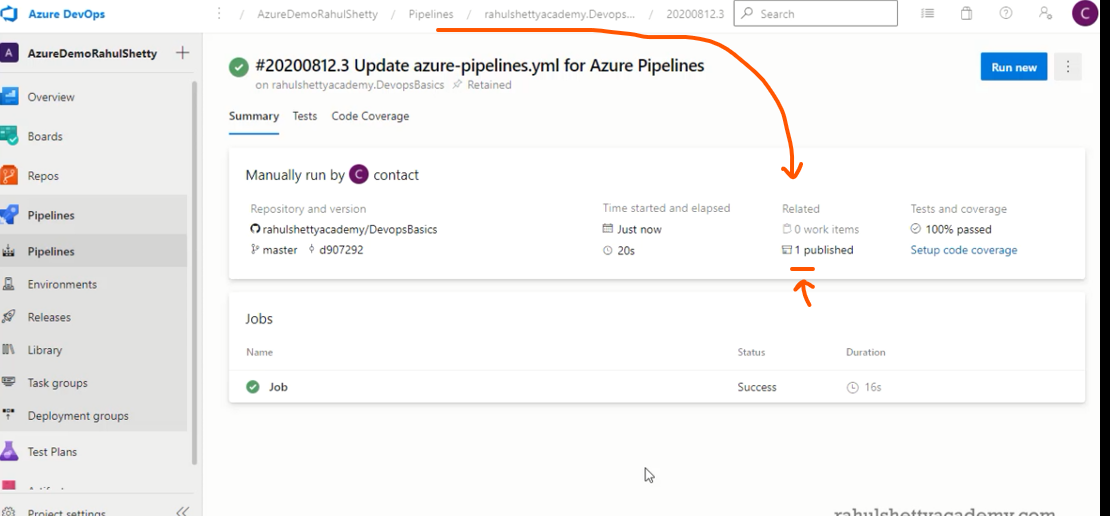 Azure DevOps
/ AzureDemoRahulShetty / Pipelines / rahulshettyacademy.Devops... / 20200812.3
Search
C
A AzureDemoRahulShetty
#20200812.3 Update azure-pipelines.yml for Azure Pipelines
on rahulshettyacademy.DevopsBasics Retained
Run new
Overview
Boards
Repos
Pipelines
Pipelines
Environments
Releases
Library
Task groups
Deployment groups
Test Plans
Project settings
Summary Tests Code Coverage
Manually run by C contact
Repository and version
rahulshettyacademy/DevopsBasics
master d907292
Time started and elapsed
Just now
20s
Related
0 work items
1 published
Tests and coverage
100% passed
Setup code coverage
Jobs
Name Status Duration
Job Success 16s
rahulshettyacademy.com